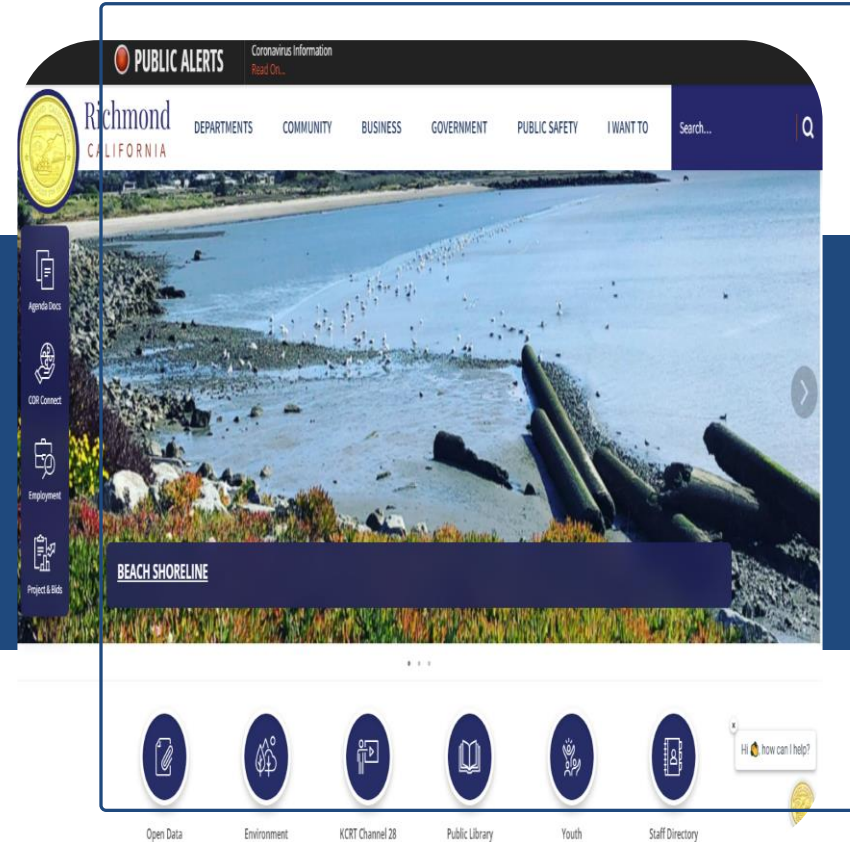 PUBLIC ALERTS
Coronavirus Information
Read On...
Richmond
CALIFORNIA
DEPARTMENTS COMMUNITY BUSINESS GOVERNMENT PUBLIC SAFETY I WANT TO Search...
Agenda Docs
COR Connect
Employment
Project & Bids
BEACH SHORELINE
Hi how can I help?
Open Data Environment KCRT Channel 28 Public Library Youth Staff Directory